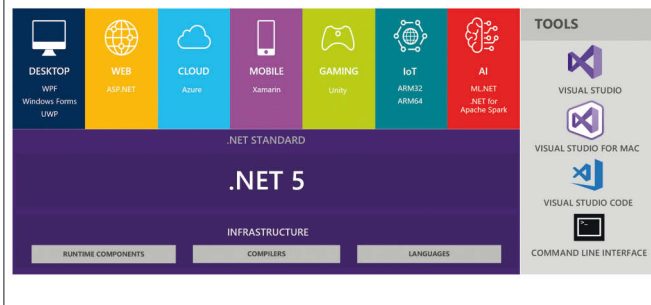 DESKTOP
WPF
Windows Forms
UWP
WEB
ASP.NET
CLOUD
Azure
MOBILE
Xamarin
GAMING
Unity
IoT
ARM32
ARM64
AI
ML.NET
.NET for
Apache Spark
.NET STANDARD
.NET 5
INFRASTRUCTURE
RUNTIME COMPONENTS
COMPILERS
LANGUAGES
TOOLS
VISUAL STUDIO
VISUAL STUDIO FOR MAC
VISUAL STUDIO CODE
COMMAND LINE INTERFACE